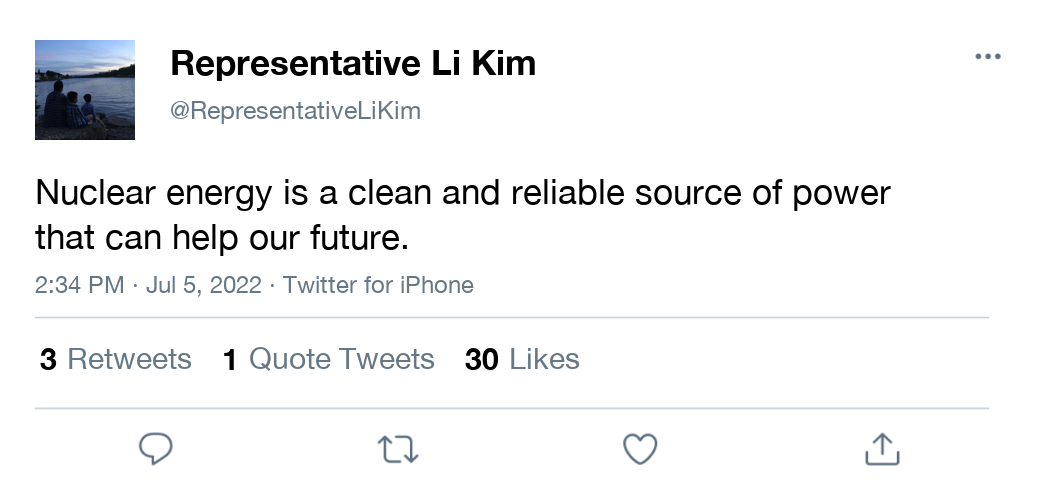 Representative Li Kim
@RepresentativeLiKim
Nuclear energy is a clean and reliable source of power
that can help our future.
2:34 PM · Jul 5, 2022 · Twitter for iPhone
3 Retweets 1 Quote Tweets 30 Likes